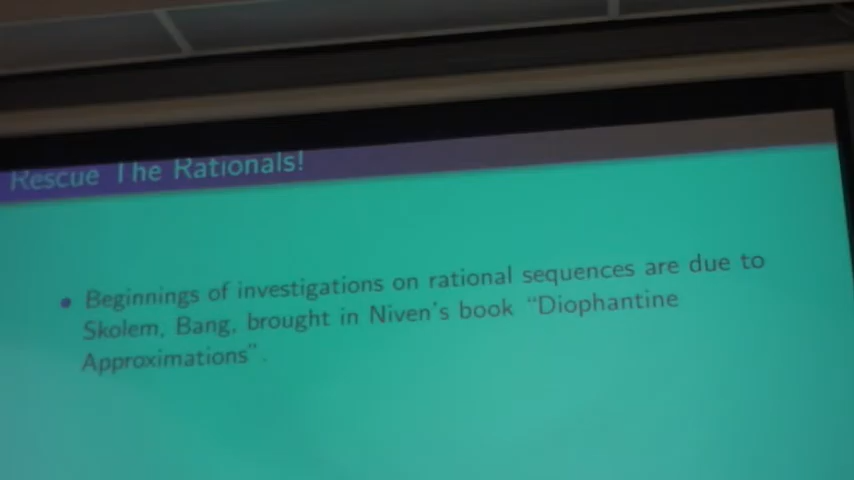 Rescue The Rationals!
• Beginnings of investigations on rational sequences are due to
Skolem, Bang, brought in Niven's book "Diophantine
Approximations".